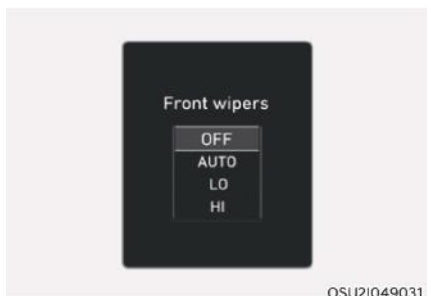 Front wipers
OFF
AUTO
LO
HI
OSU2I049031